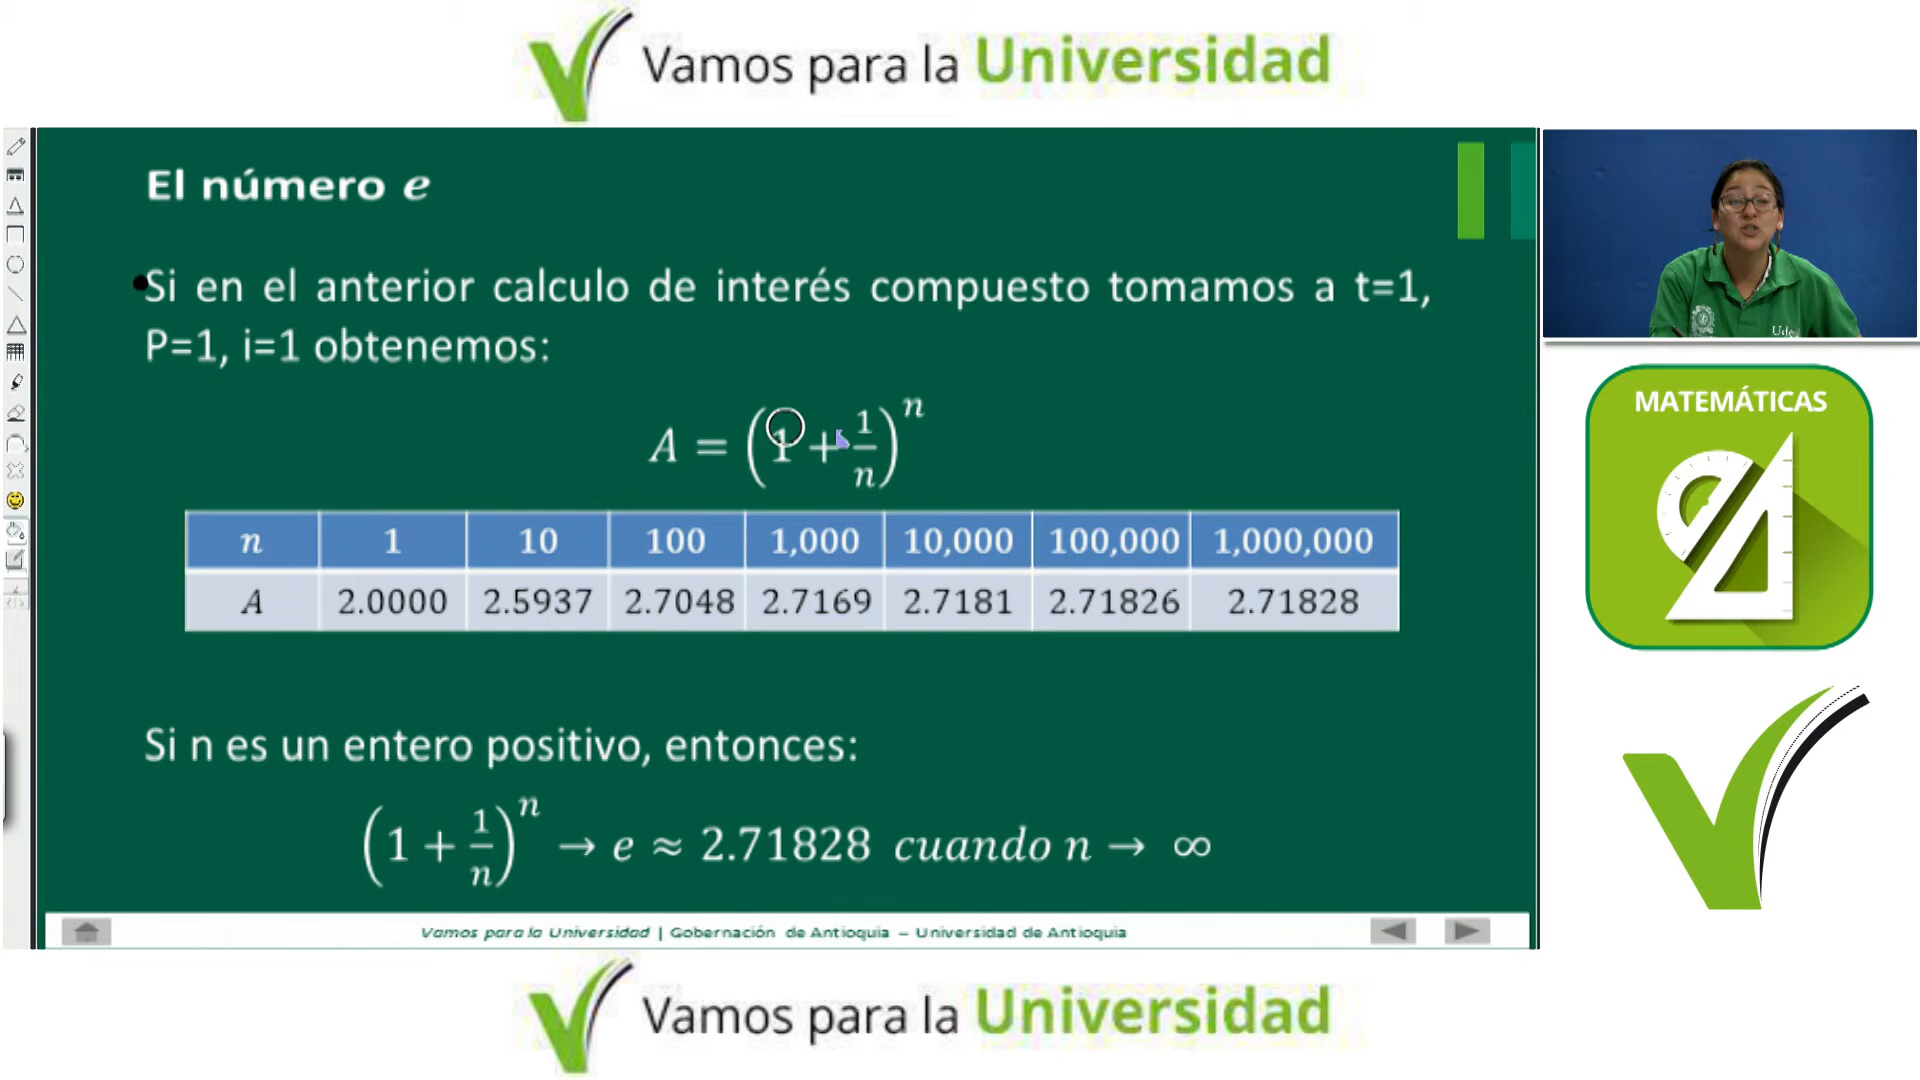 Vamos para la Universidad
El número e
•Si en el anterior calculo de interés compuesto tomamos a t=1,
P=1, i=1 obtenemos:
A = (1 + 1/n)^n
n 1 10 100 1,000 10,000 100,000 1,000,000
A 2.0000 2.5937 2.7048 2.7169 2.7181 2.71826 2.71828
Si n es un entero positivo, entonces:
(1 + 1/n)^n → e ≈ 2.71828 cuando n → ∞
Vamos para la Universidad | Gobernación de Antioquia – Universidad de Antioquia
MATEMÁTICAS
Vamos para la Universidad